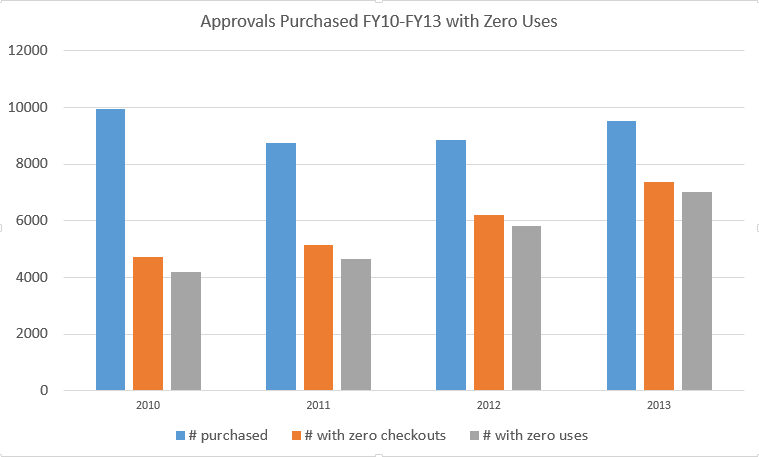 Approvals Purchased FY10-FY13 with Zero Uses
12000
10000
8000
6000
4000
2000
0
2010 2011 2012 2013
# purchased # with zero checkouts # with zero uses